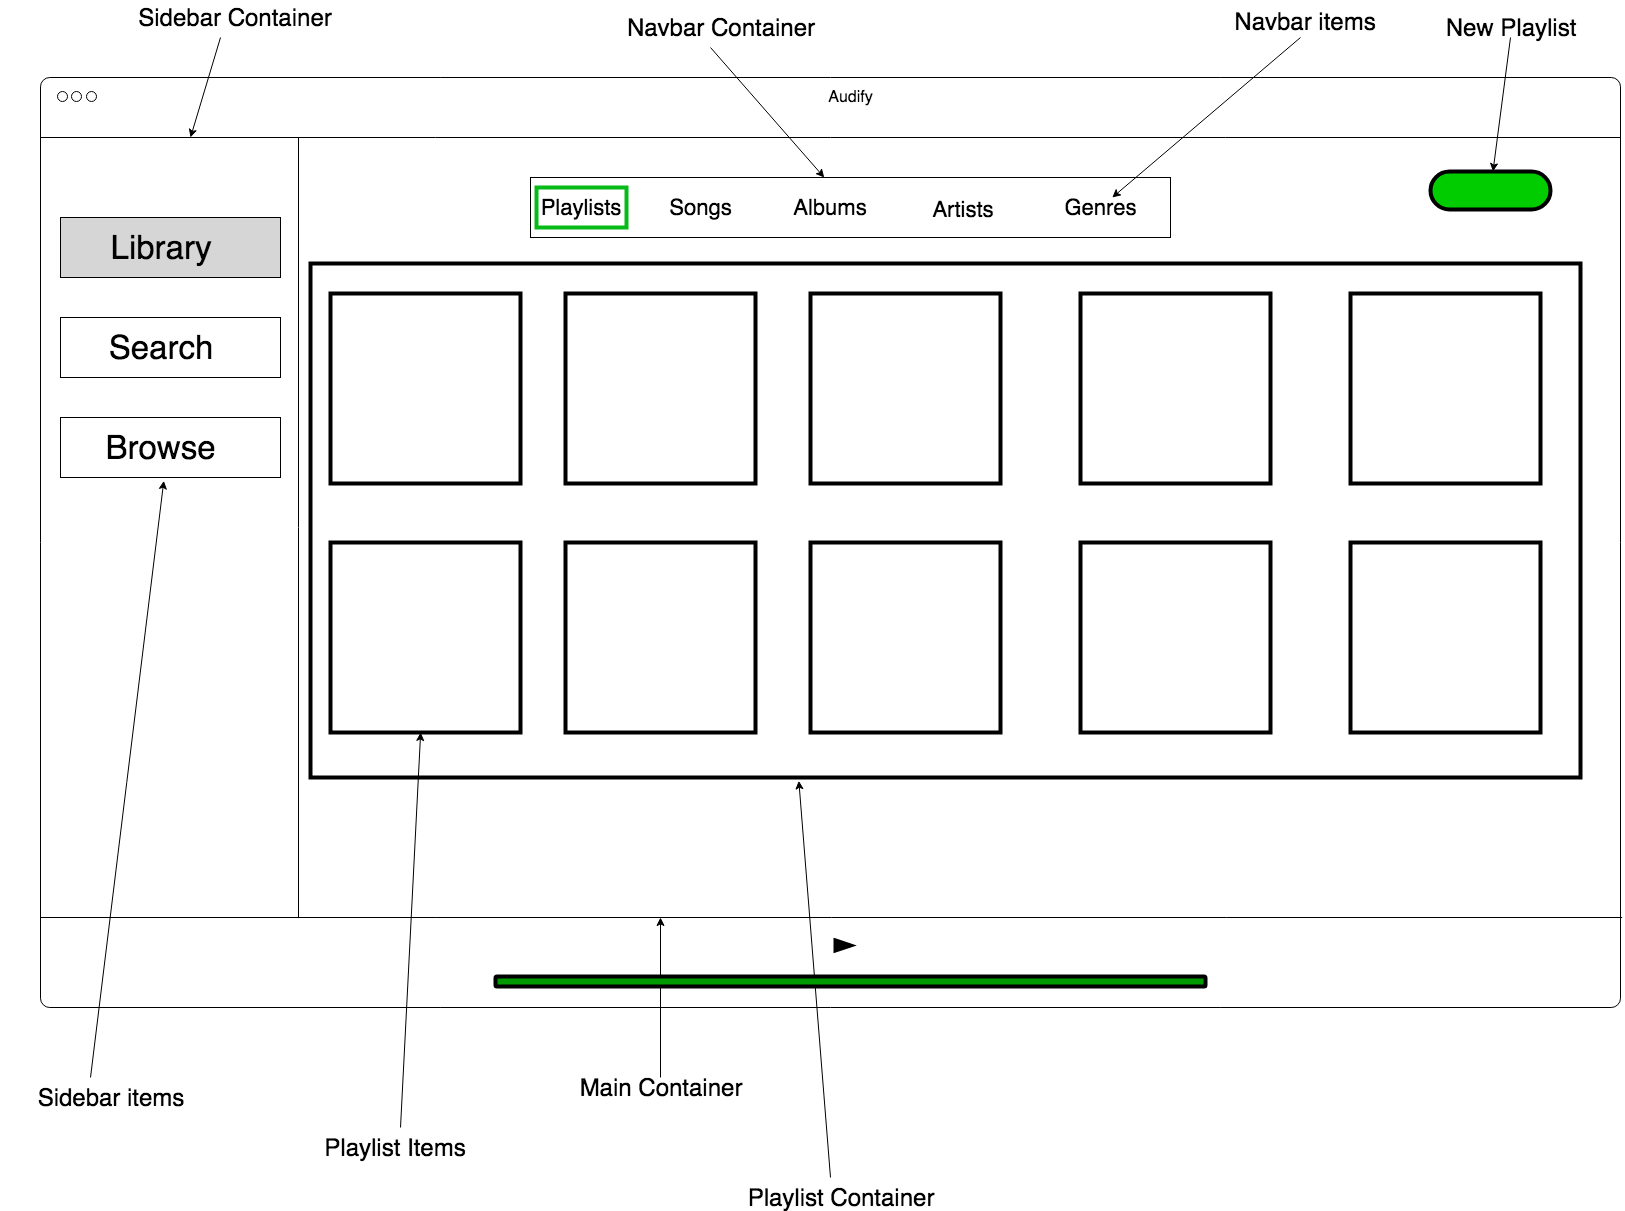 Sidebar Container
Navbar Container
Navbar items
New Playlist
Audify
Playlists
Songs
Albums
Artists
Genres
Library
Search
Browse
Sidebar items
Main Container
Playlist Items
Playlist Container